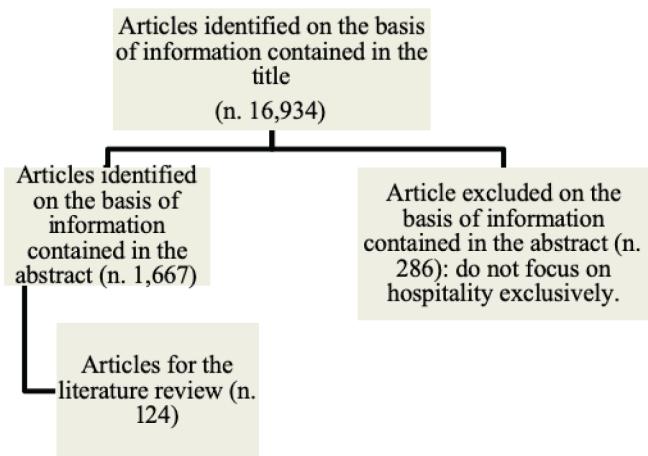 Articles identified on the basis
of information contained in the
title
(n. 16,934)
Articles identified
on the basis of
information
contained in the
abstract (n. 1,667)
Article excluded on the
basis of information
contained in the abstract (n.
286): do not focus on
hospitality exclusively.
Articles for the
literature review (n.
124)